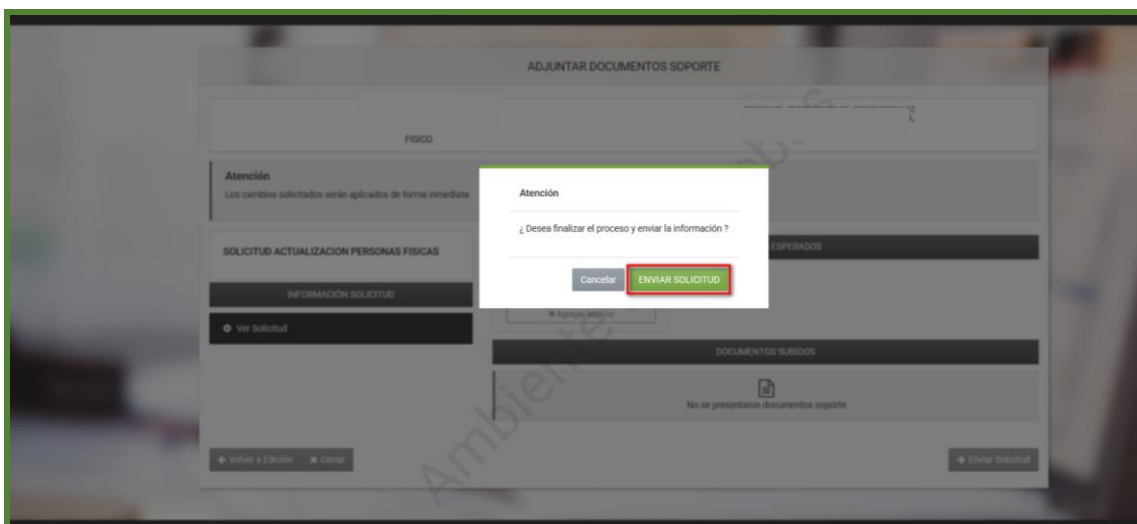 ADJUNTAR DOCUMENTOS SOPORTE
FISICO
Atención
Los cambios solicitados serán aplicados de forma inmediata
SOLICITUD ACTUALIZACION PERSONAS FISICAS
INFORMACIÓN SOLICITUD
Ver Solicitud
Atención
¿ Desea finalizar el proceso y enviar la información ?
Cancelar
ENVIAR SOLICITUD
ESPERADOS
Agregar
DOCUMENTOS SUBIDOS
No se presentaron documentos soporte
Volver a Edición
Cerrar
Enviar Solicitud
Ambiente